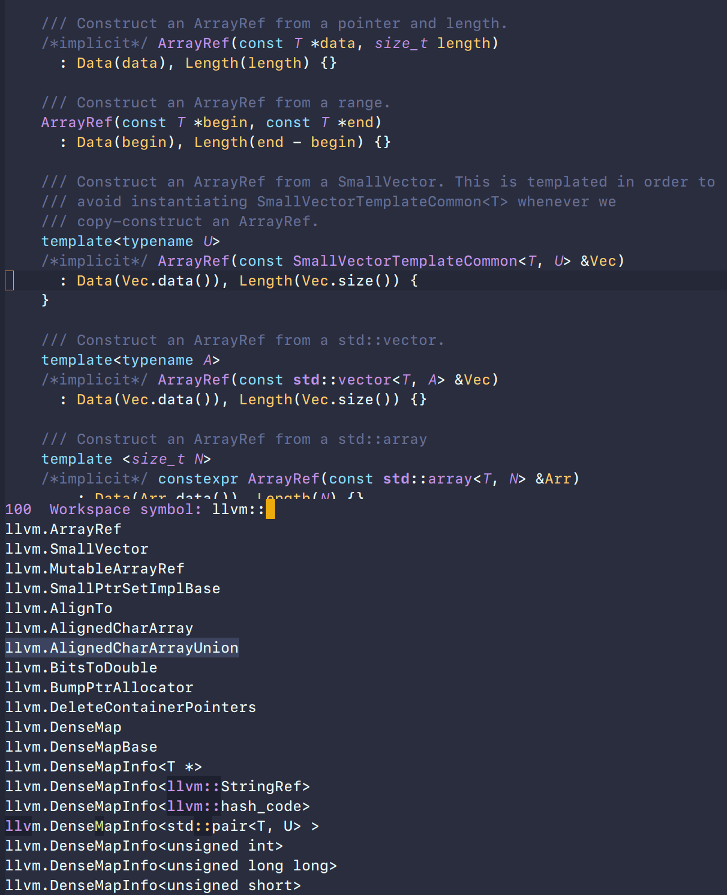 /// Construct an ArrayRef from a pointer and length.
/*implicit*/ ArrayRef(const T *data, size_t length)
: Data(data), Length(length) {}
/// Construct an ArrayRef from a range.
ArrayRef(const T *begin, const T *end)
: Data(begin), Length(end - begin) {}
/// Construct an ArrayRef from a SmallVector. This is templated in order to
/// avoid instantiating SmallVectorTemplateCommon<T> whenever we
/// copy-construct an ArrayRef.
template<typename U>
/*implicit*/ ArrayRef(const SmallVectorTemplateCommon<T, U> &Vec)
: Data(Vec.data()), Length(Vec.size()) {
}
/// Construct an ArrayRef from a std::vector.
template<typename A>
/*implicit*/ ArrayRef(const std::vector<T, A> &Vec)
: Data(Vec.data()), Length(Vec.size()) {}
/// Construct an ArrayRef from a std::array
template <size_t N>
/*implicit*/ constexpr ArrayRef(const std::array<T, N> &Arr)
: Data(Arr.data()), Length(N) {}
100 Workspace symbol: llvm::
llvm.ArrayRef
llvm.SmallVector
llvm.MutableArrayRef
llvm.SmallPtrSetImplBase
llvm.AlignTo
llvm.AlignedCharArray
llvm.AlignedCharArrayUnion
llvm.BitsToDouble
llvm.BumpPtrAllocator
llvm.DeleteContainerPointers
llvm.DenseMap
llvm.DenseMapBase
llvm.DenseMapInfo<T *>
llvm.DenseMapInfo<llvm::StringRef>
llvm.DenseMapInfo<llvm::hash_code>
llvm.DenseMapInfo<std::pair<T, U> >
llvm.DenseMapInfo<unsigned int>
llvm.DenseMapInfo<unsigned long long>
llvm.DenseMapInfo<unsigned short>